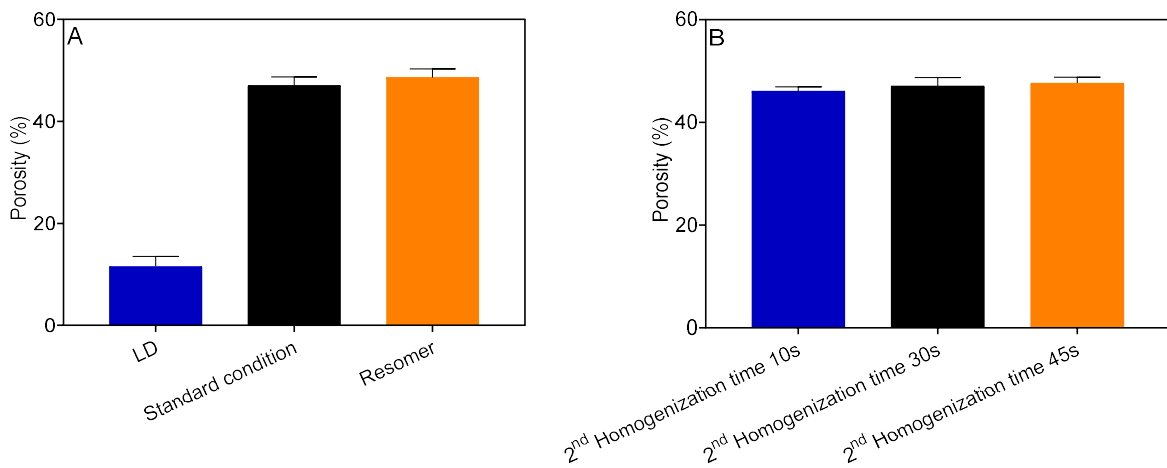 A
Porosity (%)
60
40
20
0
LD
Standard condition
Resomer
B
Porosity (%)
60
40
20
0
2nd Homogenization time 10s
2nd Homogenization time 30s
2nd Homogenization time 45s